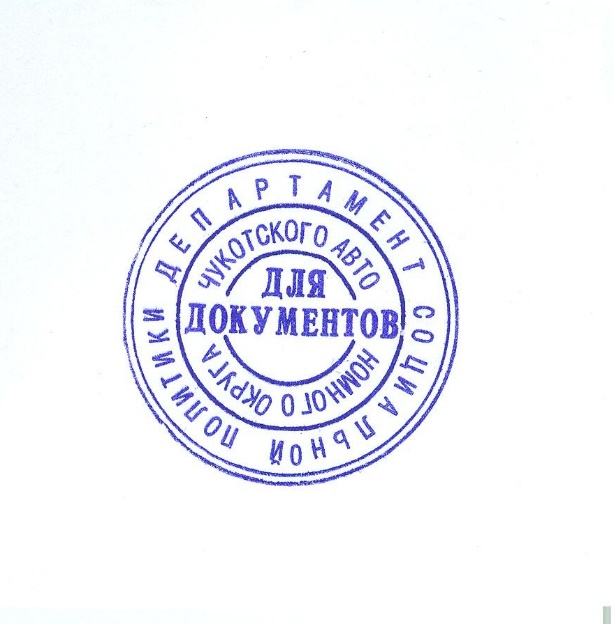 ДЕПАРТАМЕНТ СОЦИАЛЬНОЙ ПОЛИТИКИ
ЧУКОТСКОГО АВТОНОМНОГО ОКРУГА
ДЛЯ
ДОКУМЕНТОВ